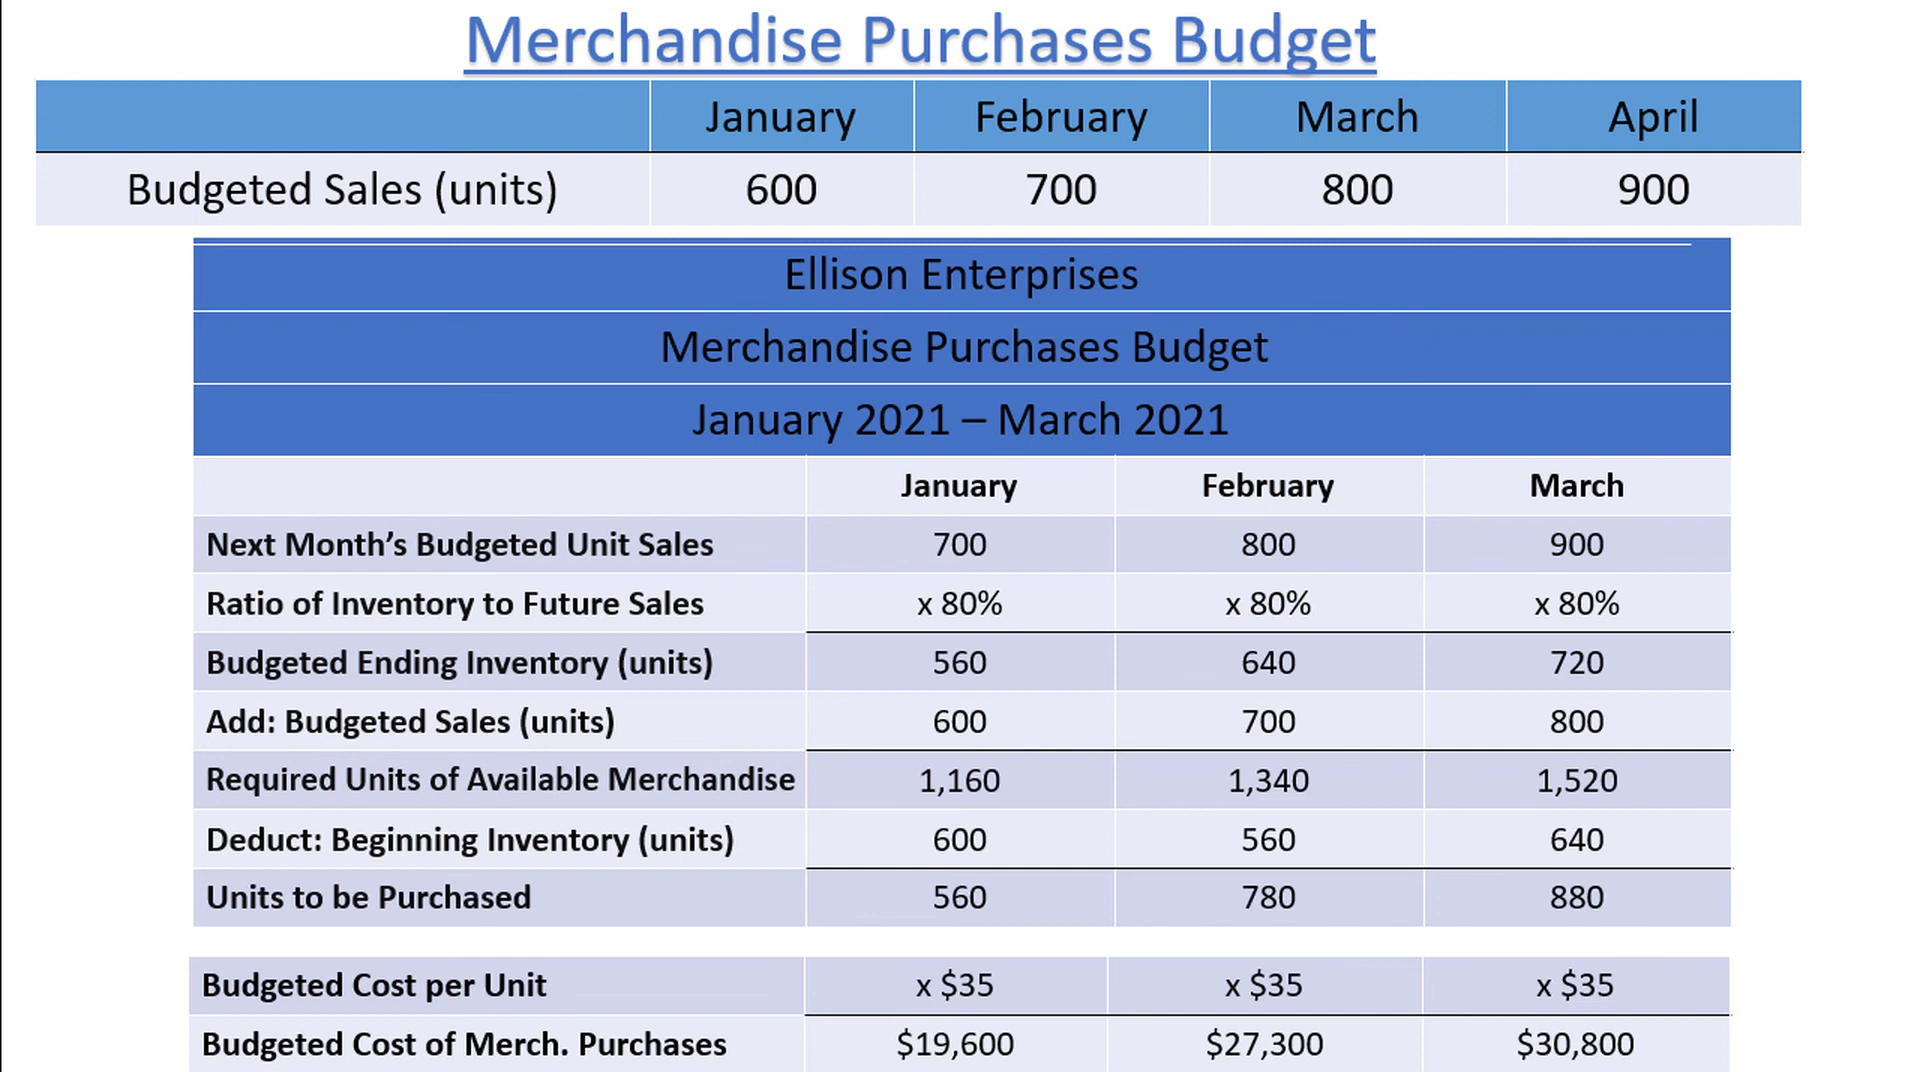 Merchandise Purchases Budget
January February March April
Budgeted Sales (units) 600 700 800 900
Ellison Enterprises
Merchandise Purchases Budget
January 2021 – March 2021
January February March
Next Month’s Budgeted Unit Sales 700 800 900
Ratio of Inventory to Future Sales x 80% x 80% x 80%
Budgeted Ending Inventory (units) 560 640 720
Add: Budgeted Sales (units) 600 700 800
Required Units of Available Merchandise 1,160 1,340 1,520
Deduct: Beginning Inventory (units) 600 560 640
Units to be Purchased 560 780 880
Budgeted Cost per Unit x $35 x $35 x $35
Budgeted Cost of Merch. Purchases $19,600 $27,300 $30,800